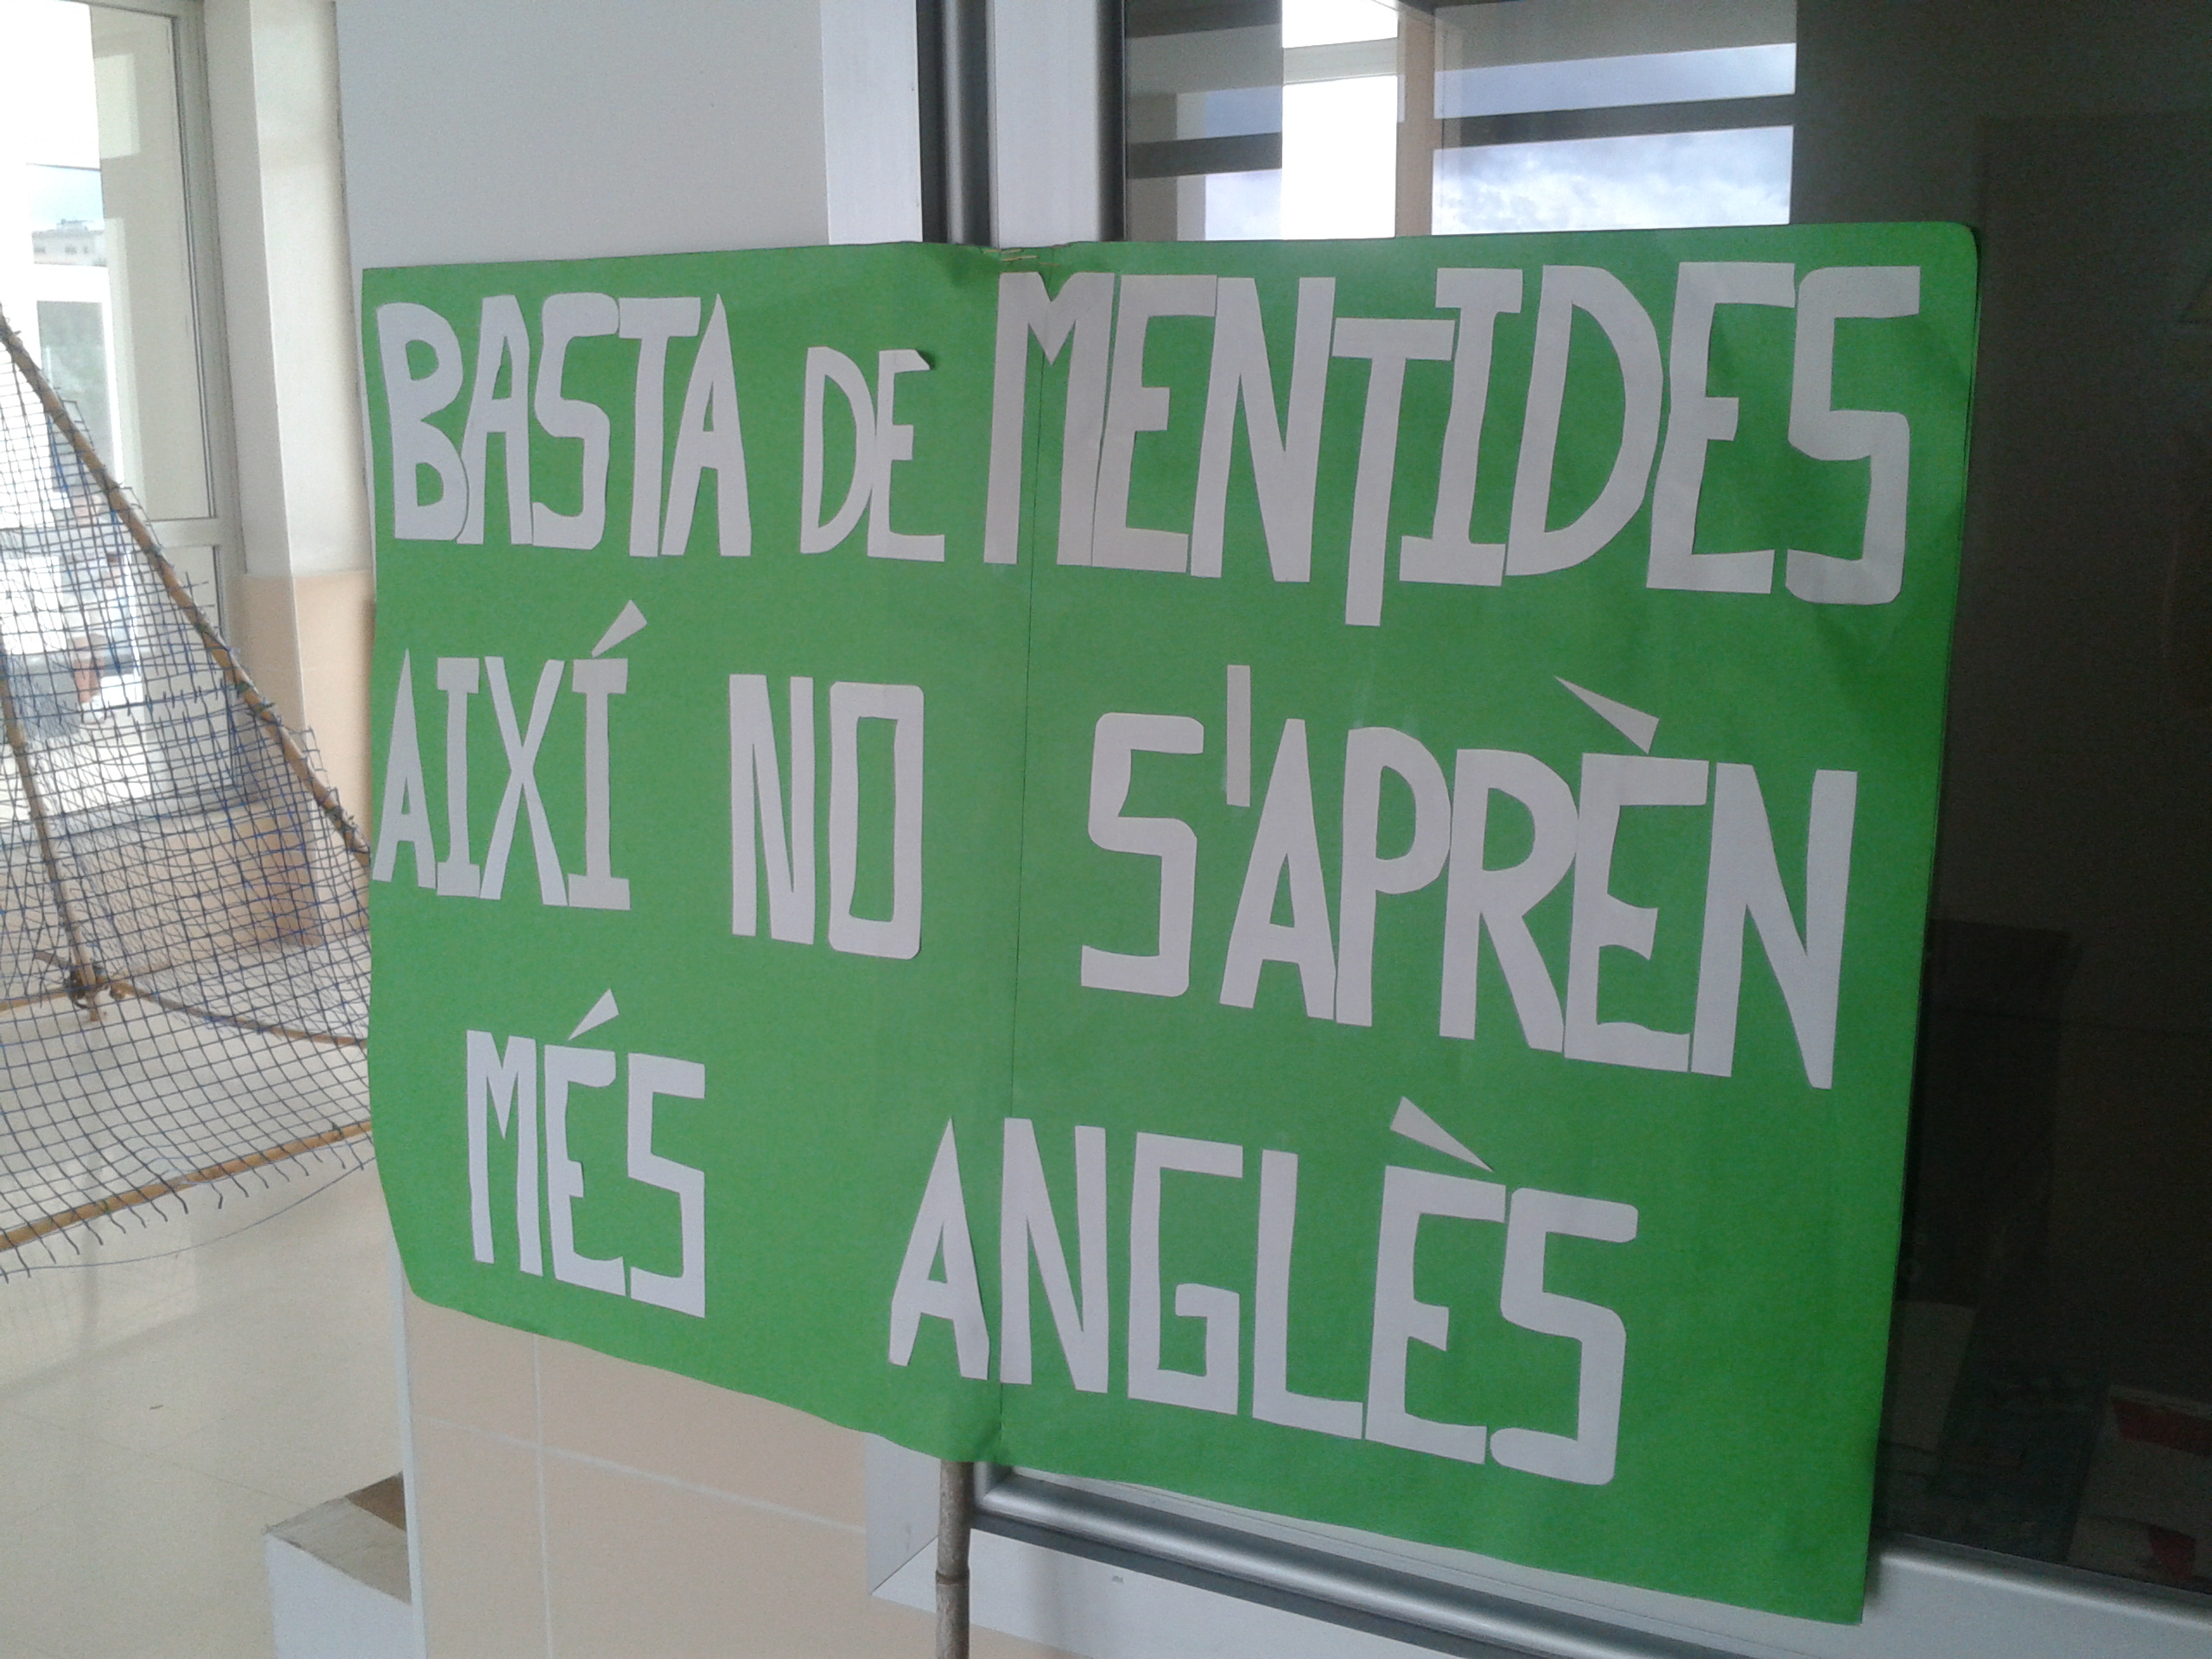 BASTA DE MENTIDES
AIXÍ NO S'APRÈN
MÉS ANGLÈS